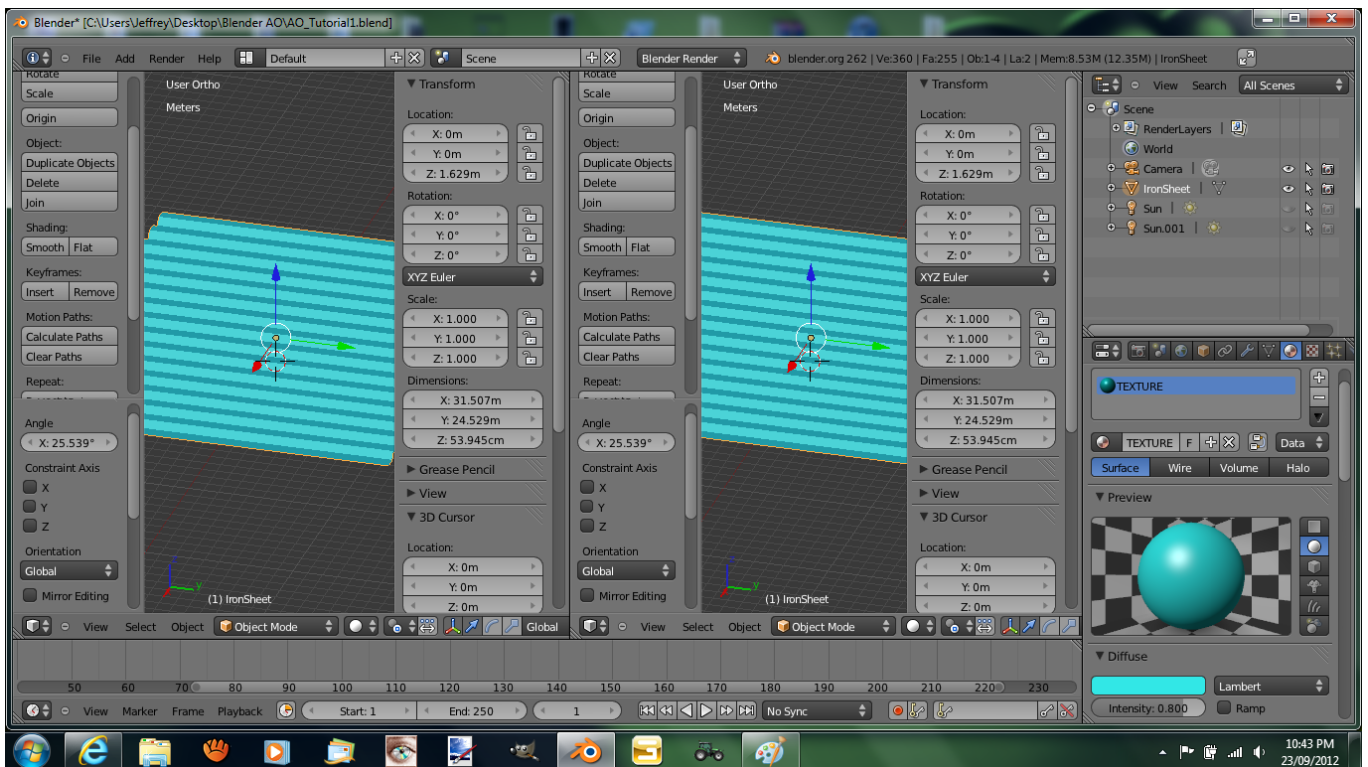 Blender* [C:\Users\Jeffrey\Desktop\Blender AO\AO_Tutorial1.blend]
File Add Render Help Default Scene Blender Render blender.org 262 | Ve:360 | Fa:255 | Ob:1-4 | La:2 | Mem:8.53M (12.35M) | IronSheet
Rotate
Scale
Origin
Object:
Duplicate Objects
Delete
Join
Shading:
Smooth Flat
Keyframes:
Insert Remove
Motion Paths:
Calculate Paths
Clear Paths
Repeat:
Angle
X: 25.539°
Constraint Axis
X
Y
Z
Orientation
Global
Mirror Editing
User Ortho
Meters
y
(1) IronSheet
Transform
Location:
X: 0m
Y: 0m
Z: 1.629m
Rotation:
X: 0°
Y: 0°
Z: 0°
XYZ Euler
Scale:
X: 1.000
Y: 1.000
Z: 1.000
Dimensions:
X: 31.507m
Y: 24.529m
Z: 53.945cm
Grease Pencil
View
3D Cursor
Location:
X: 0m
Y: 0m
Z: 0m
View Select Object Object Mode Global
Rotate
Scale
Origin
Object:
Duplicate Objects
Delete
Join
Shading:
Smooth Flat
Keyframes:
Insert Remove
Motion Paths:
Calculate Paths
Clear Paths
Repeat:
Angle
X: 25.539°
Constraint Axis
X
Y
Z
Orientation
Global
Mirror Editing
User Ortho
Meters
y
(1) IronSheet
Transform
Location:
X: 0m
Y: 0m
Z: 1.629m
Rotation:
X: 0°
Y: 0°
Z: 0°
XYZ Euler
Scale:
X: 1.000
Y: 1.000
Z: 1.000
Dimensions:
X: 31.507m
Y: 24.529m
Z: 53.945cm
Grease Pencil
View
3D Cursor
Location:
X: 0m
Y: 0m
Z: 0m
View Select Object Object Mode
View Search All Scenes
Scene
RenderLayers |
World
Camera |
IronSheet |
Sun |
Sun.001 |
TEXTURE
TEXTURE F Data
Surface Wire Volume Halo
Preview
Diffuse
Lambert
Intensity: 0.800 Ramp
50 60 70 80 90 100 110 120 130 140 150 160 170 180 190 200 210 220 230
View Marker Frame Playback Start: 1 End: 250 1 No Sync
10:43 PM
23/09/2012